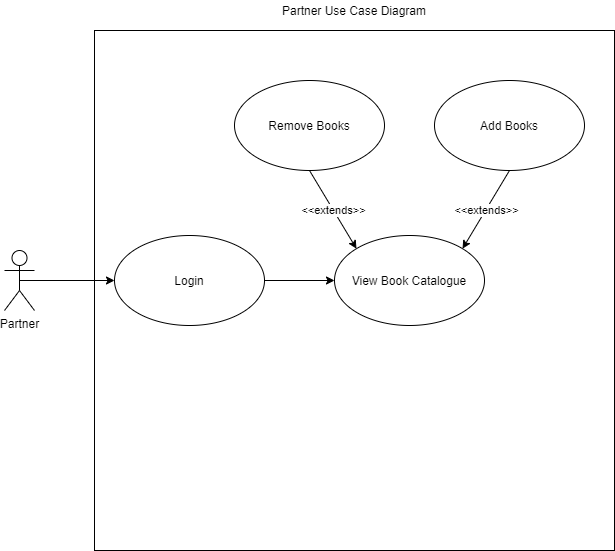 Partner Use Case Diagram
Remove Books
Add Books
<<extends>>
<<extends>>
Login
View Book Catalogue
Partner